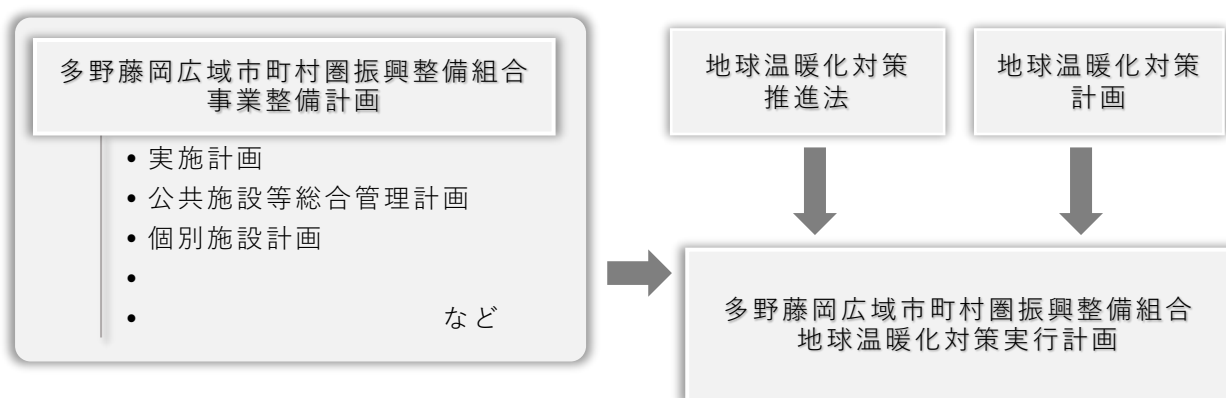 多野藤岡広域市町村圏振興整備組合
事業整備計画
• 実施計画
• 公共施設等総合管理計画
• 個別施設計画
•
• など
地球温暖化対策
推進法
地球温暖化対策
計画
多野藤岡広域市町村圏振興整備組合
地球温暖化対策実行計画